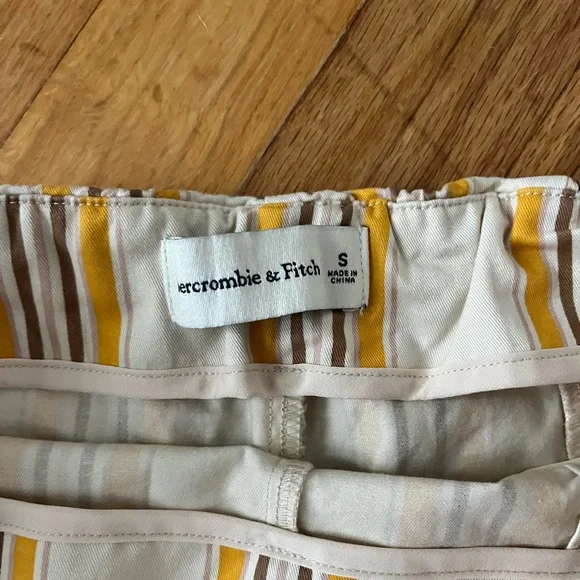 ercrombie & Fitch
S
MADE IN
CHINA